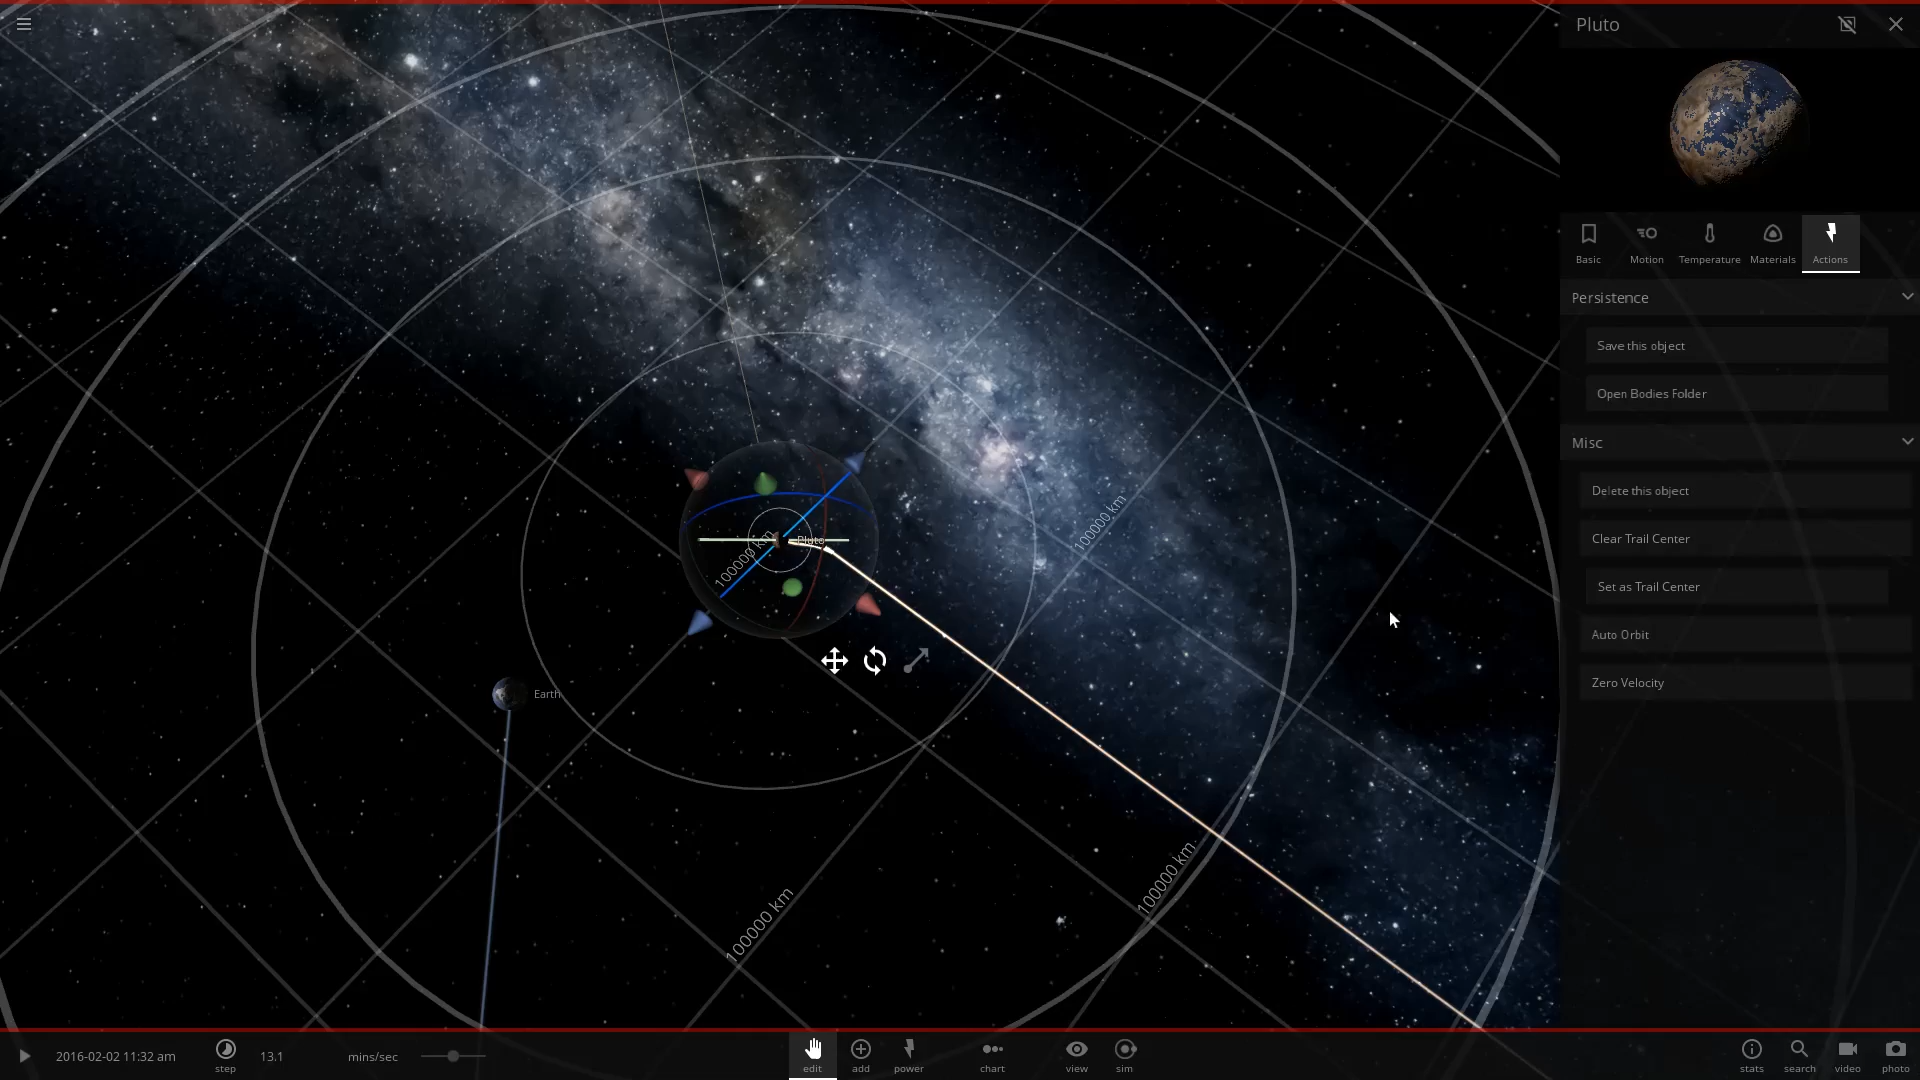 Pluto
Basic
Motion
Temperature
Materials
Actions
Persistence
Save this object
Open Bodies Folder
Misc
Delete this object
Clear Trail Center
Set as Trail Center
Auto Orbit
Zero Velocity
100000 km
Pluto
100000 km
Earth
100000 km
100000 km
2016-02-02 11:32 am
step
13.1
mins/sec
edit
add
power
chart
view
sim
stats
search
video
photo